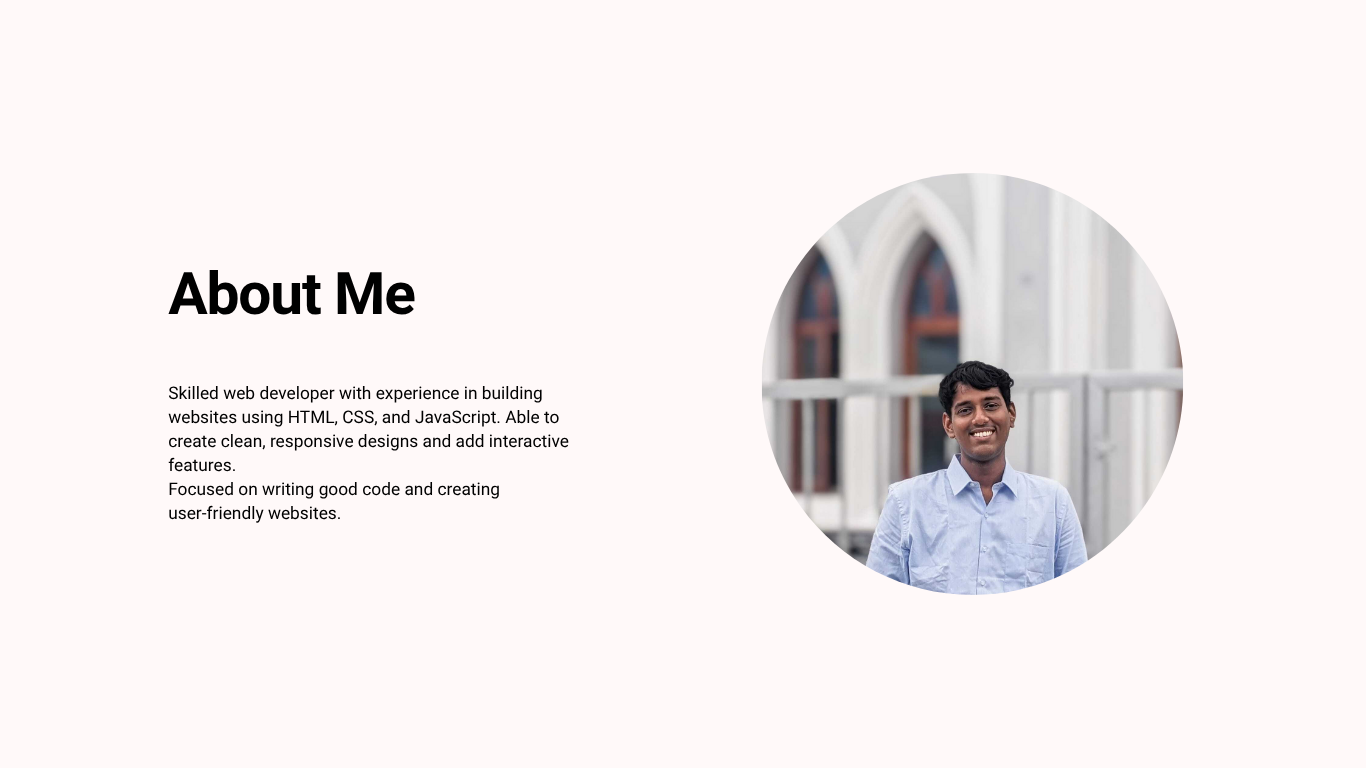 About Me
Skilled web developer with experience in building
websites using HTML, CSS, and JavaScript. Able to
create clean, responsive designs and add interactive
features.
Focused on writing good code and creating
user-friendly websites.